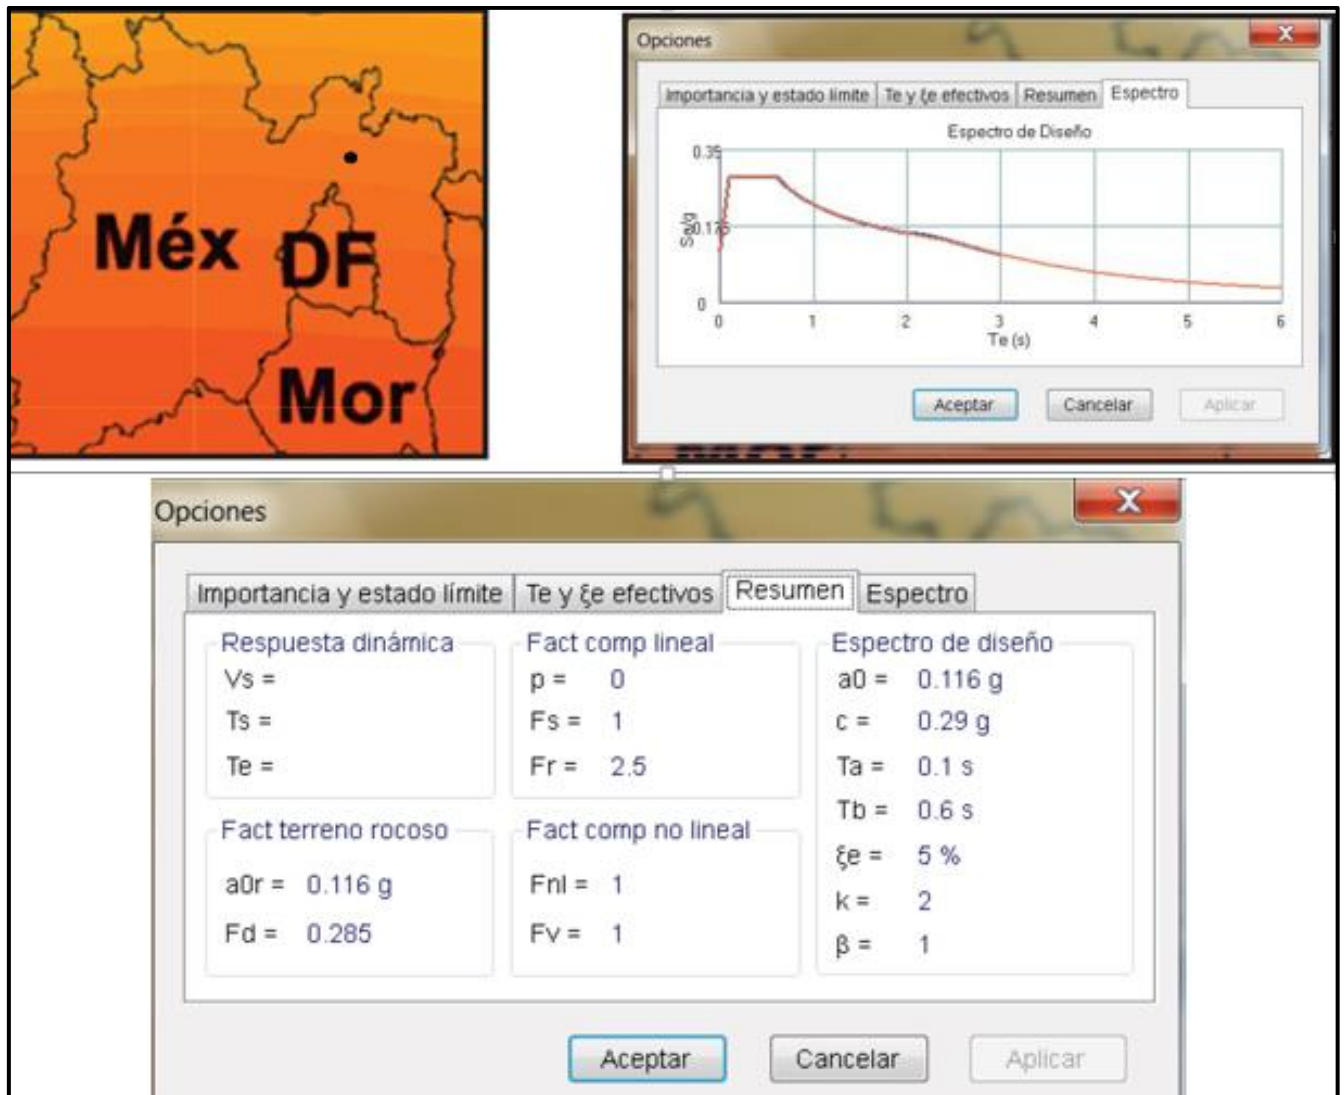 Méx DF
Mor
Opciones
X
Importancia y estado límite Te y ξe efectivos Resumen Espectro
Espectro de Diseño
0.35
0.175
0
Sa/g
0 1 2 3 4 5 6
Te (s)
Aceptar Cancelar Aplicar
Opciones
X
Importancia y estado límite Te y ξe efectivos Resumen Espectro
Respuesta dinámica
Vs =
Ts =
Te =
Fact terreno rocoso
a0r = 0.116 g
Fd = 0.285
Fact comp lineal
p = 0
Fs = 1
Fr = 2.5
Fact comp no lineal
Fnl = 1
Fv = 1
Espectro de diseño
a0 = 0.116 g
c = 0.29 g
Ta = 0.1 s
Tb = 0.6 s
ξe = 5 %
k = 2
β = 1
Aceptar Cancelar Aplicar